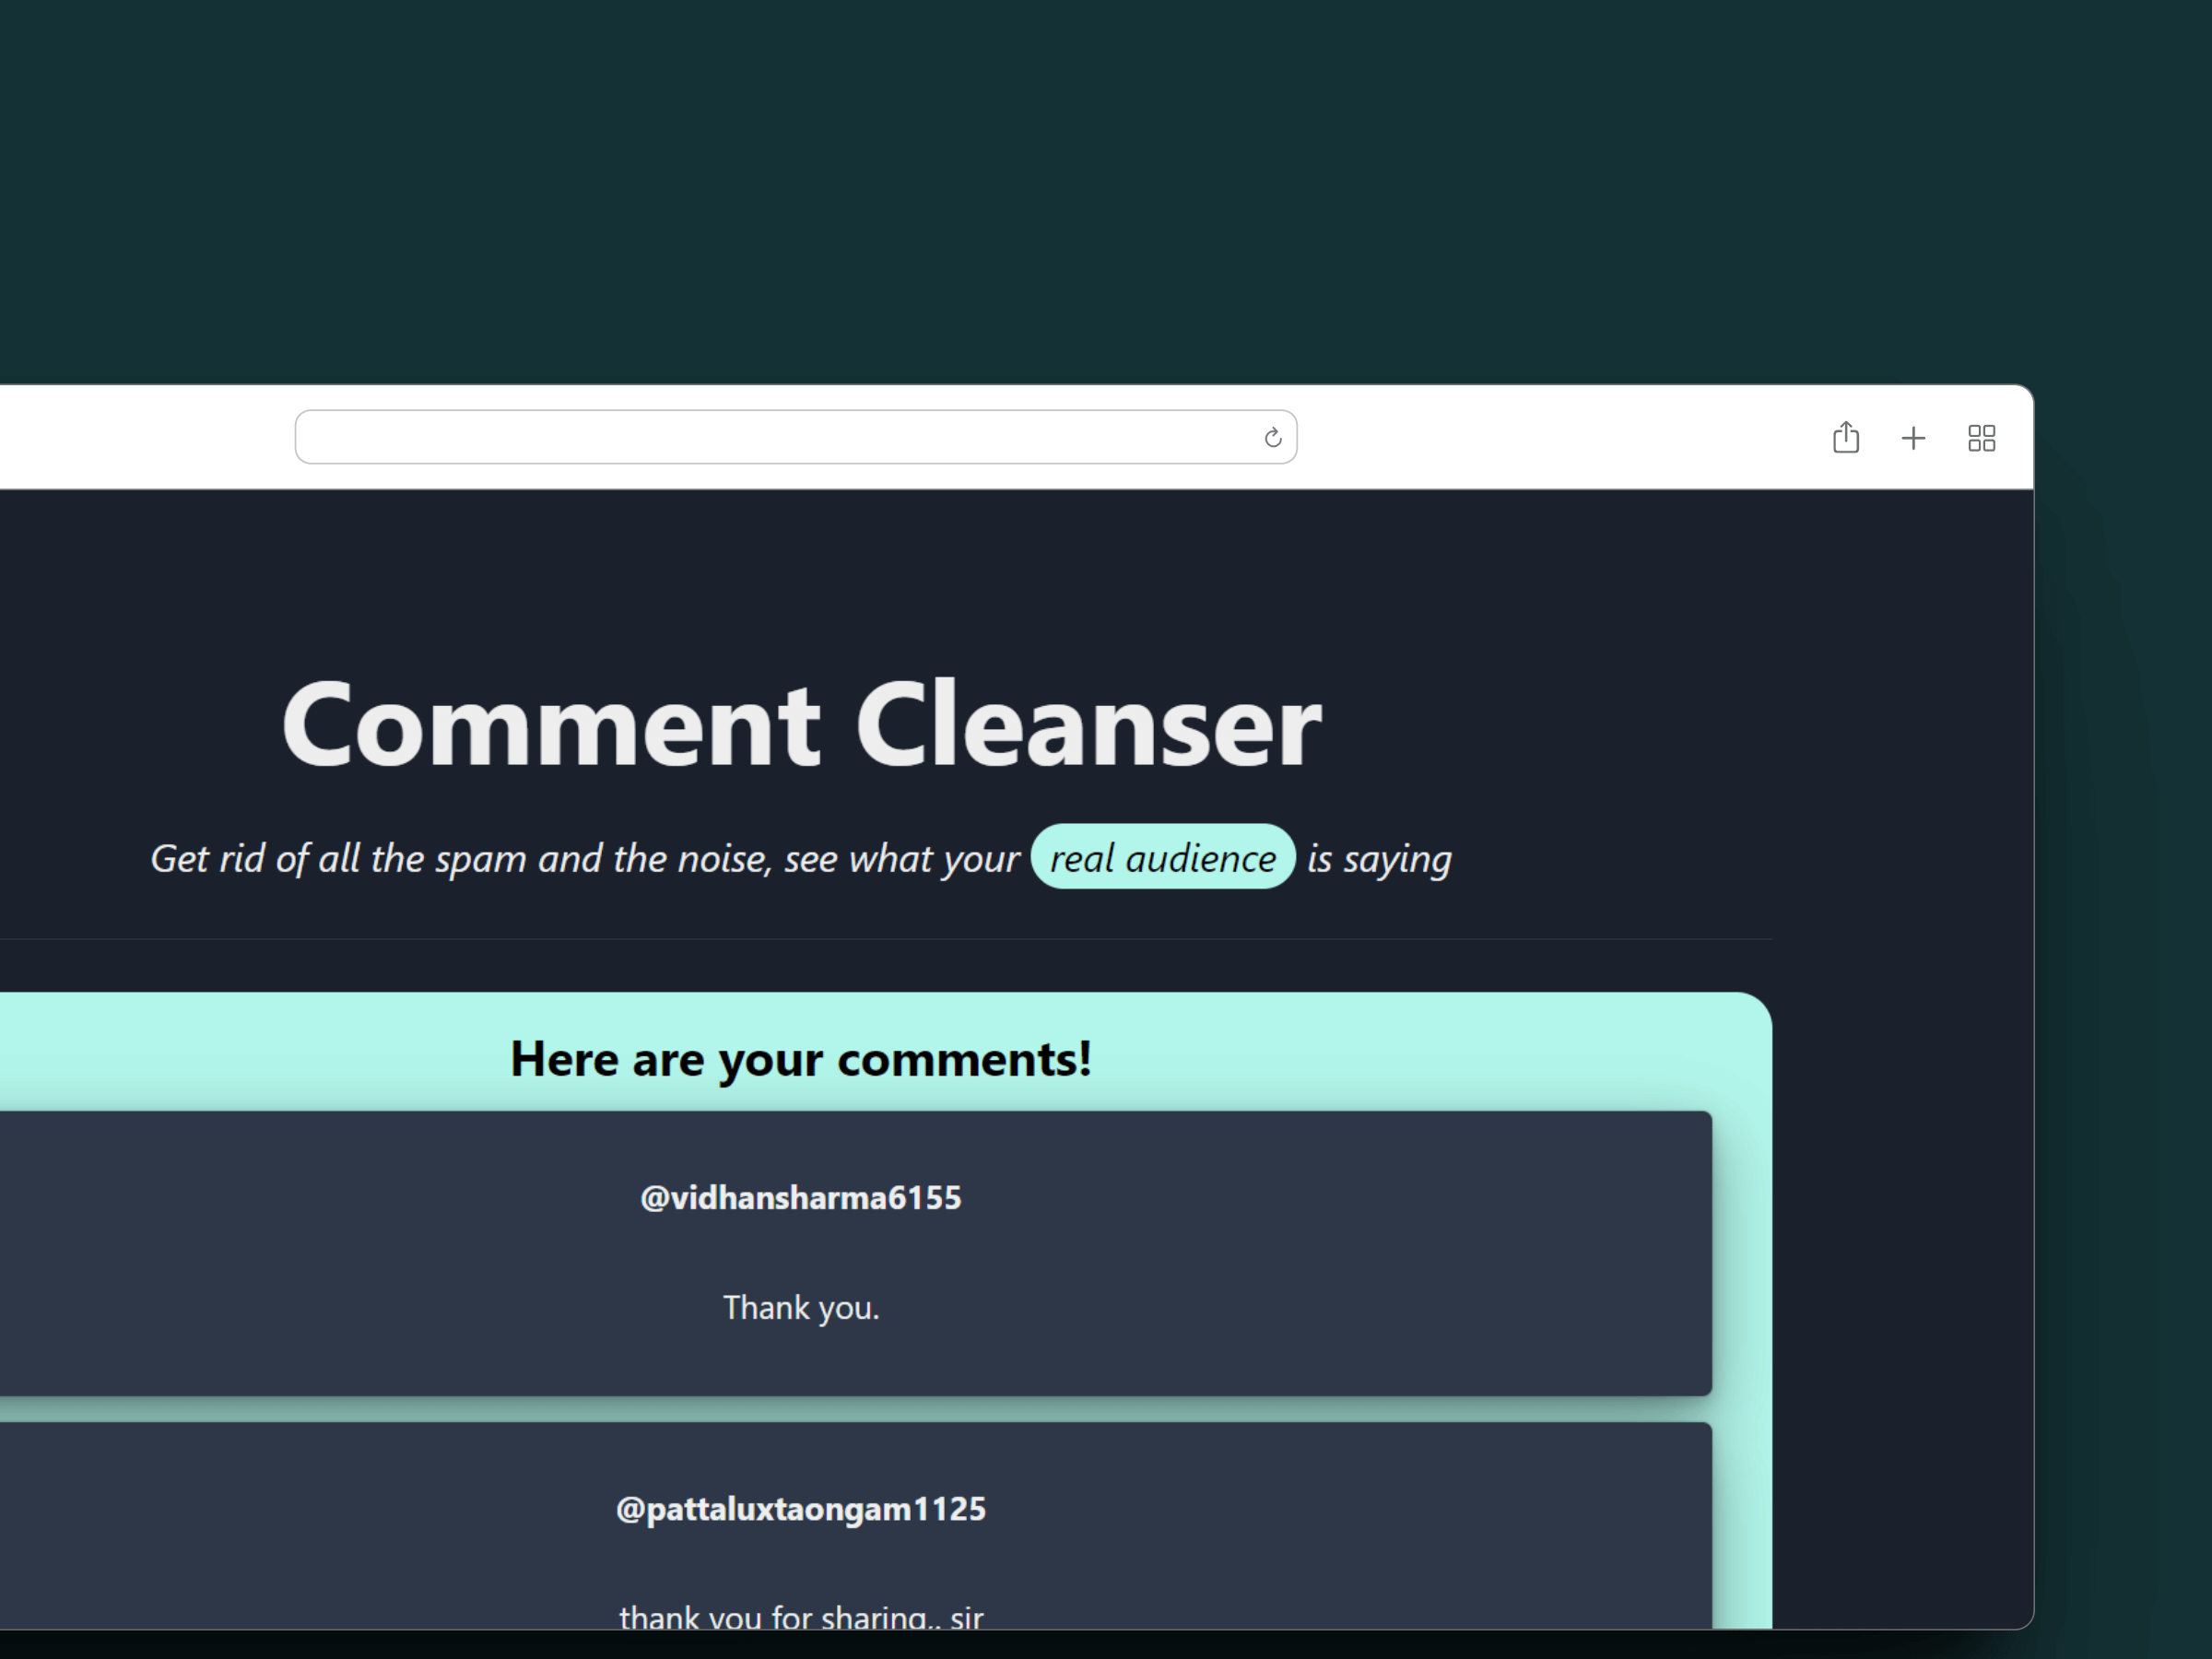 Comment Cleanser
Get rid of all the spam and the noise, see what your real audience is saying
Here are your comments!
@vidhansharma6155
Thank you.
@pattaluxtaongam1125
thank you for sharing,. sir